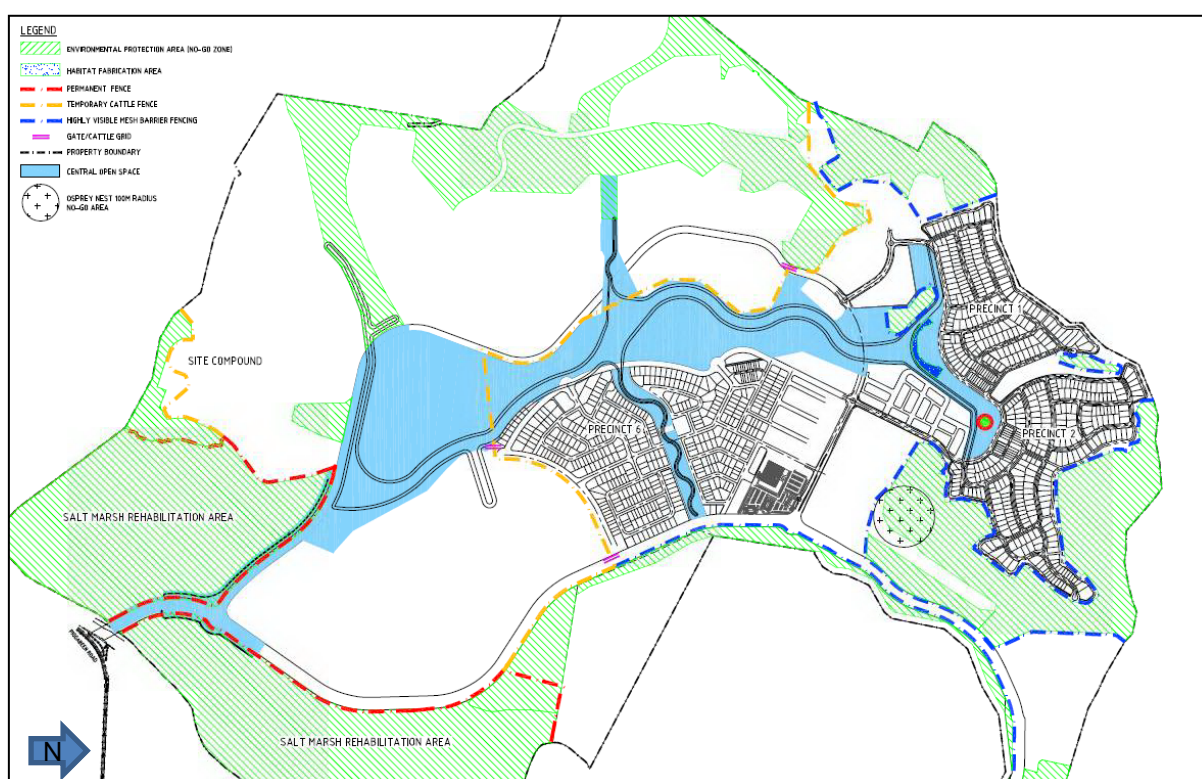 LEGEND
ENVIRONMENTAL PROTECTION AREA (NO-GO ZONE)
HABITAT FABRICATION AREA
PERMANENT FENCE
TEMPORARY CATTLE FENCE
HIGHLY VISIBLE MESH BARRIER FENCING
GATE/CATTLE GRID
PROPERTY BOUNDARY
CENTRAL OPEN SPACE
OSPREY NEST 100M RADIUS
NO-GO AREA
PRECINCT 1
SITE COMPOUND
PRECINCT 6
PRECINCT 2
SALT MARSH REHABILITATION AREA
SALT MARSH REHABILITATION AREA
N